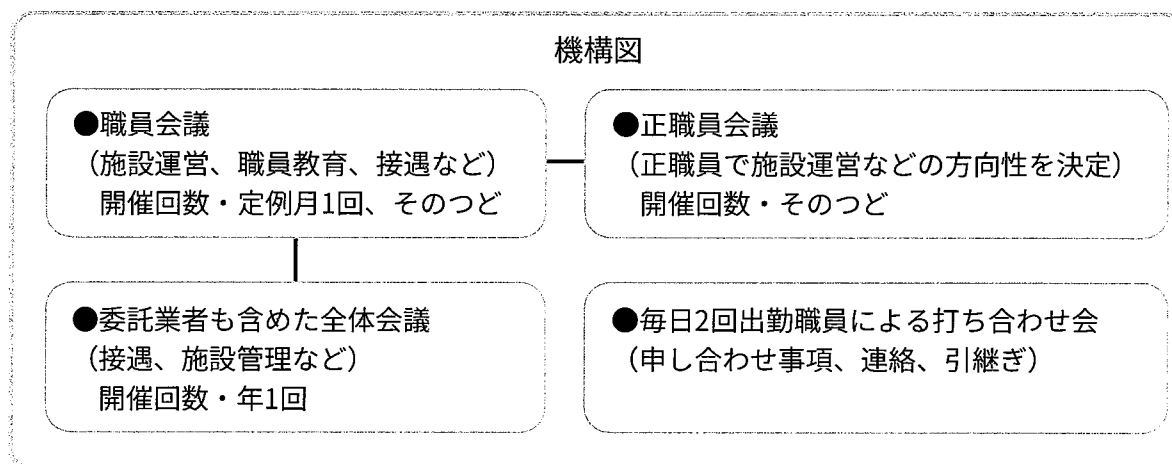 機構図
●職員会議
（施設運営、職員教育、接遇など）
開催回数・定例月1回、そのつど
●正職員会議
（正職員で施設運営などの方向性を決定）
開催回数・そのつど
●委託業者も含めた全体会議
（接遇、施設管理など）
開催回数・年1回
●毎日2回出勤職員による打ち合わせ会
（申し合わせ事項、連絡、引継ぎ）